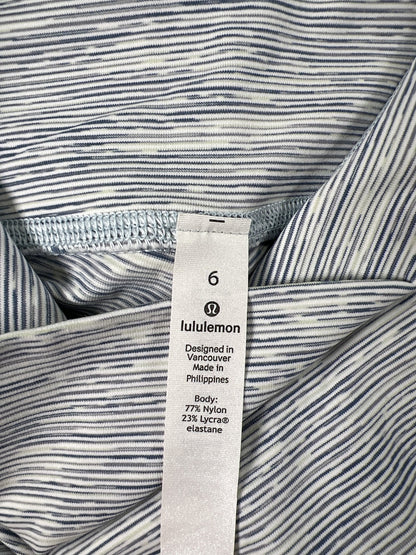 6
lululemon
Designed in
Vancouver
Made in
Philippines
Body:
77% Nylon
23% Lycra®
elastane